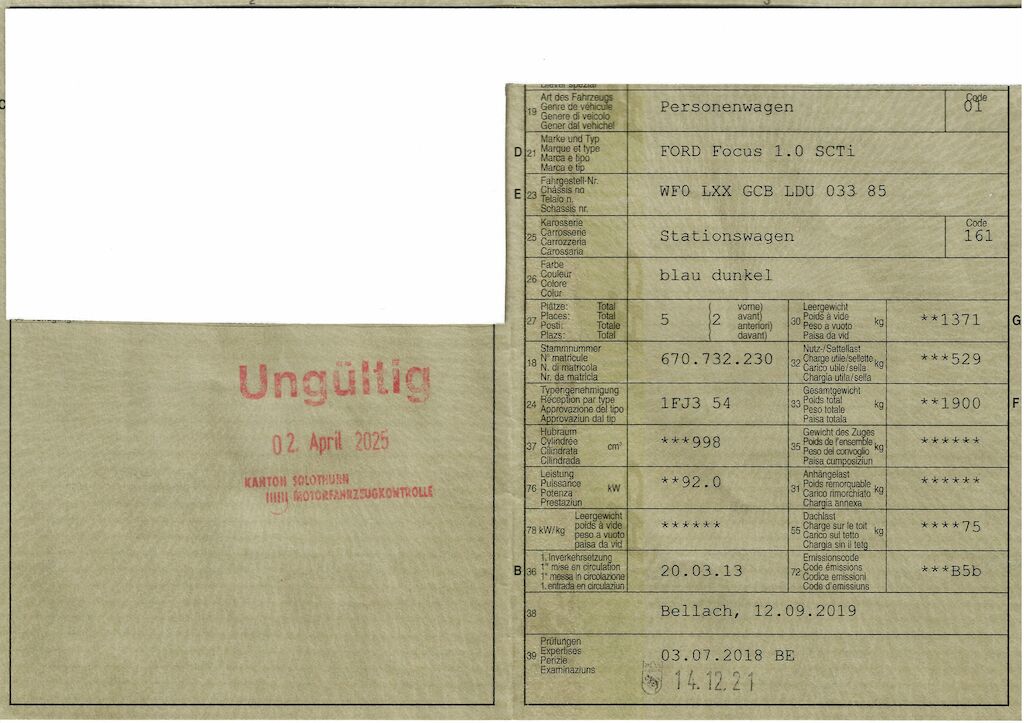 2
3
C
Ungültig
02. April 2025
KANTON SOLOTHURN
MOTORFAHRZEUGKONTROLLE
19 Art des Fahrzeugs
Genre de véhicule
Genere di veicolo
Gener dal vehichel
Personenwagen
Code
01
D 21 Marke und Typ
Marque et type
Marca e tipo
Marca e tip
FORD Focus 1.0 SCTi
E 23 Fahrgestell-Nr.
Châssis no
Telaio n.
Schassis nr.
WF0 LXX GCB LDU 033 85
25 Karosserie
Carrosserie
Carrozzeria
Carossaria
Stationswagen
Code
161
26 Farbe
Couleur
Colore
Colur
blau dunkel
27 Plätze: Total
Places: Total
Posti: Totale
Plazs: Total
5 ( 2 vorne)
avant)
anteriori)
davant)
30 Leergewicht
Poids à vide
Peso a vuoto
Paisa da vid
kg **1371 G
18 Stammnummer
N° matricule
N. di matricola
Nr. da matricla
670.732.230
32 Nutz-/Sattellast
Charge utile/sellette
Carico utile/sella
Chargia utila/sella
kg ***529
24 Typengenehmigung
Réception par type
Approvazione del tipo
Approvaziun dal tip
1FJ3 54
33 Gesamtgewicht
Poids total
Peso totale
Paisa totala
kg **1900 F
37 Hubraum
Cylindrée
Cilindrata
Cilindrada
cm³ ***998
35 Gewicht des Zuges
Poids de l'ensemble
Peso del convoglio
Paisa cumposiziun
kg ******
76 Leistung
Puissance
Potenza
Prestaziun
kW **92.0
31 Anhängelast
Poids remorquable
Carico rimorchiato
Chargia annexa
kg ******
78 kW/kg Leergewicht
poids à vide
peso a vuoto
paisa da vid
******
55 Dachlast
Charge sur le toit
Carico sul tetto
Chargia sin il tetg
kg ****75
B 36 1. Inverkehrsetzung
1re mise en circulation
1a messa in circolazione
1. entrada en circulaziun
20.03.13
72 Emissionscode
Code émissions
Codice emissioni
Code d'emissiuns
***B5b
38 Bellach, 12.09.2019
39 Prüfungen
Expertises
Perizie
Examinaziuns
03.07.2018 BE
14.12.21